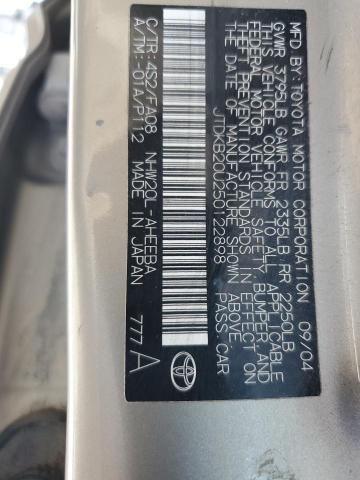 MFD. BY: TOYOTA MOTOR CORPORATION 09/04
GVWR 3795LB GAWR FR 2335LB RR 2250LB
THIS VEHICLE CONFORMS TO ALL APPLICABLE
FEDERAL MOTOR VEHICLE SAFETY, BUMPER AND
THEFT PREVENTION STANDARDS IN EFFECT
ON THE DATE OF MANUFACTURE SHOWN ABOVE.
JTDKB20U250122898 PASS.CAR
C/TR: 4S2/FA08 NHW20L-AHEEBA
A/TM: -01A/P112 MADE IN JAPAN 777A